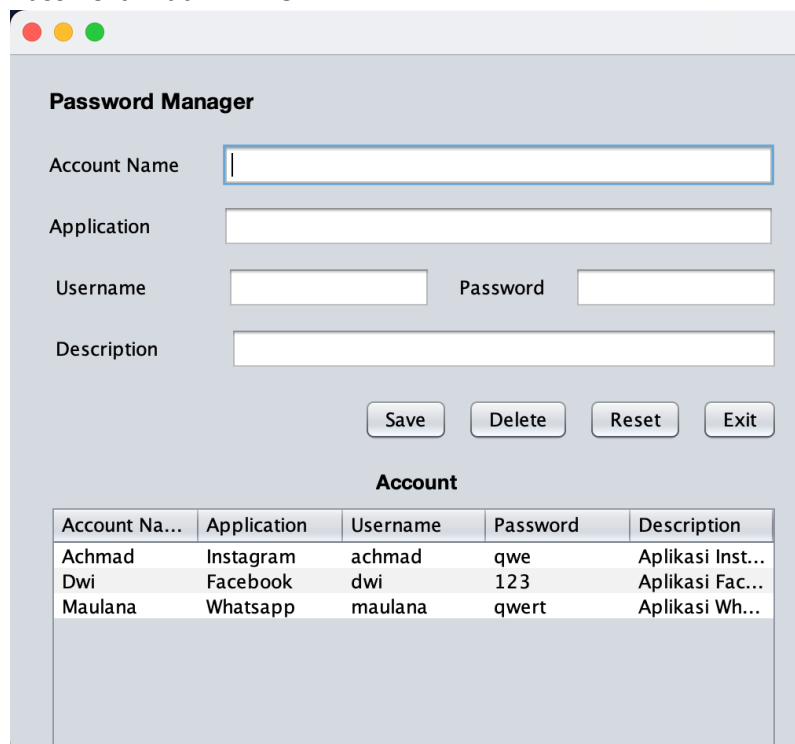 Password Manager
Account Name
Application
Username Password
Description
Save Delete Reset Exit
Account
Account Na... Application Username Password Description
Achmad Instagram achmad qwe Aplikasi Inst...
Dwi Facebook dwi 123 Aplikasi Fac...
Maulana Whatsapp maulana qwert Aplikasi Wh...